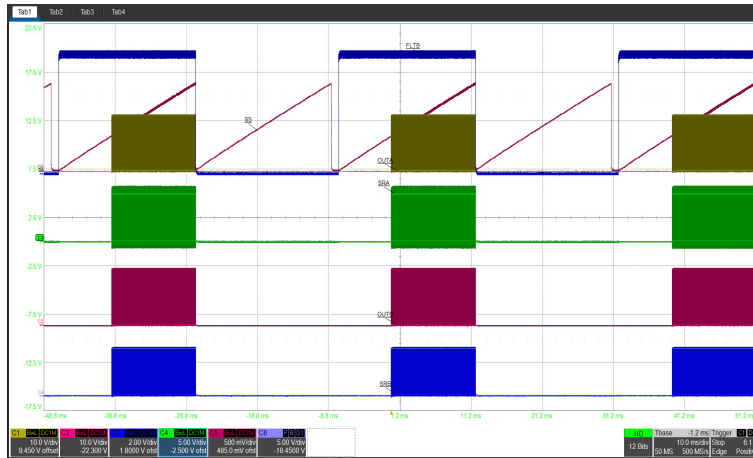 Tab1 Tab2 Tab3 Tab4
22.5 V
FLTB
17.5 V
SS
12.5 V
OUTA
7.5 V
SRA
2.5 V
-2.5 V
OUTA
-7.5 V
-12.5 V
SRB
-17.5 V
-48.8 ms -38.8 ms -28.8 ms -18.8 ms -8.8 ms 1.2 ms 11.2 ms 21.2 ms 31.2 ms 41.2 ms 51.2 m
C1 C2 C3 C4 C5 C6
10.0 V/div 10.0 V/div 2.00 V/div 5.00 V/div 500 mV/div 5.00 V/div
9.450 V offset -22.300 V 1.8000 V ofst -2.500 V ofst 485.0 mV ofst -18.4500 V
HD Tbase -1.2 ms Trigger C1
12 Bits 10.0 ms/div Stop 6.1
50 MS 500 MS/s Edge Positi